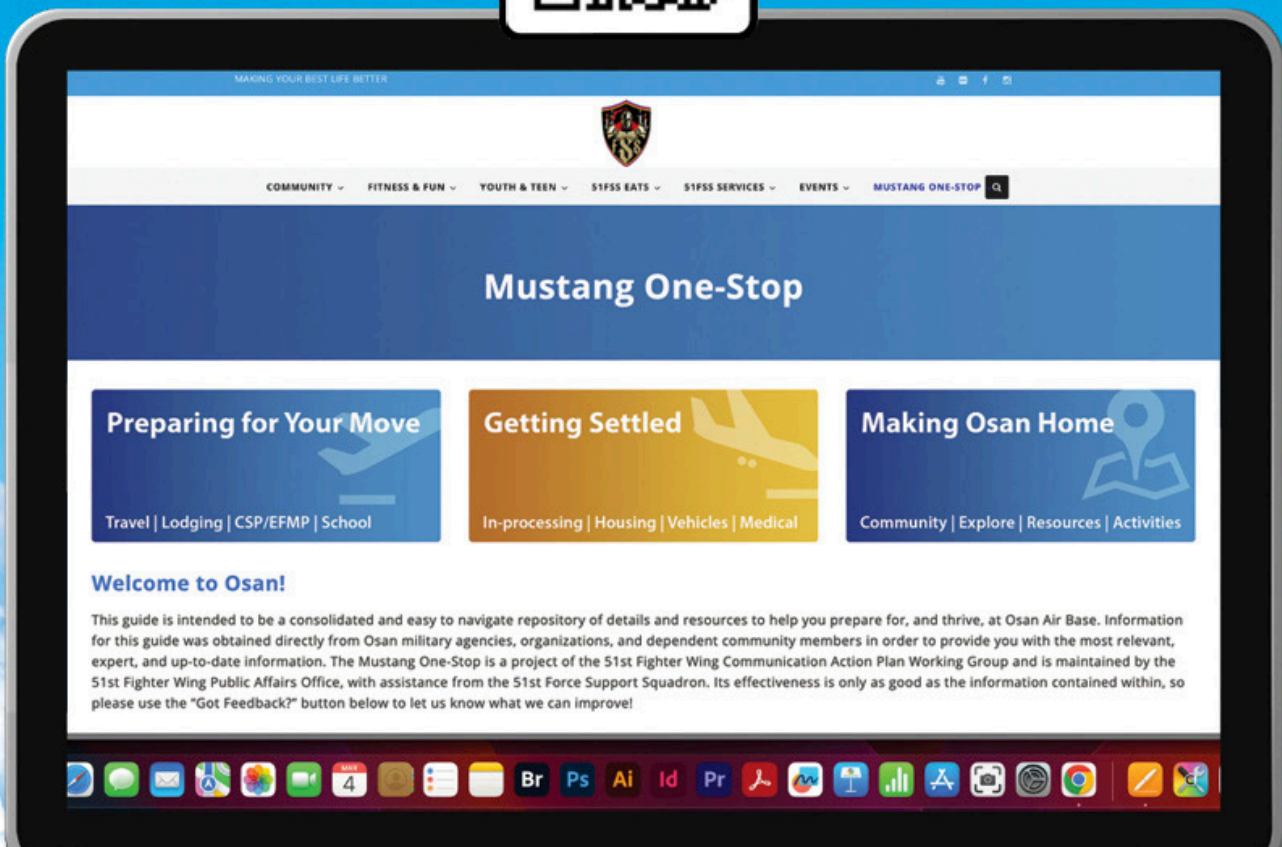 MAKING YOUR BEST LIFE BETTER
FSS
COMMUNITY FITNESS & FUN YOUTH & TEEN 51FSS EATS 51FSS SERVICES EVENTS MUSTANG ONE-STOP
Mustang One-Stop
Preparing for Your Move
Travel | Lodging | CSP/EFMP | School
Getting Settled
In-processing | Housing | Vehicles | Medical
Making Osan Home
Community | Explore | Resources | Activities
Welcome to Osan!
This guide is intended to be a consolidated and easy to navigate repository of details and resources to help you prepare for, and thrive, at Osan Air Base. Information
for this guide was obtained directly from Osan military agencies, organizations, and dependent community members in order to provide you with the most relevant,
expert, and up-to-date information. The Mustang One-Stop is a project of the 51st Fighter Wing Communication Action Plan Working Group and is maintained by the
51st Fighter Wing Public Affairs Office, with assistance from the 51st Force Support Squadron. Its effectiveness is only as good as the information contained within, so
please use the “Got Feedback?” button below to let us know what we can improve!
MAR
4
Br Ps Ai Id Pr